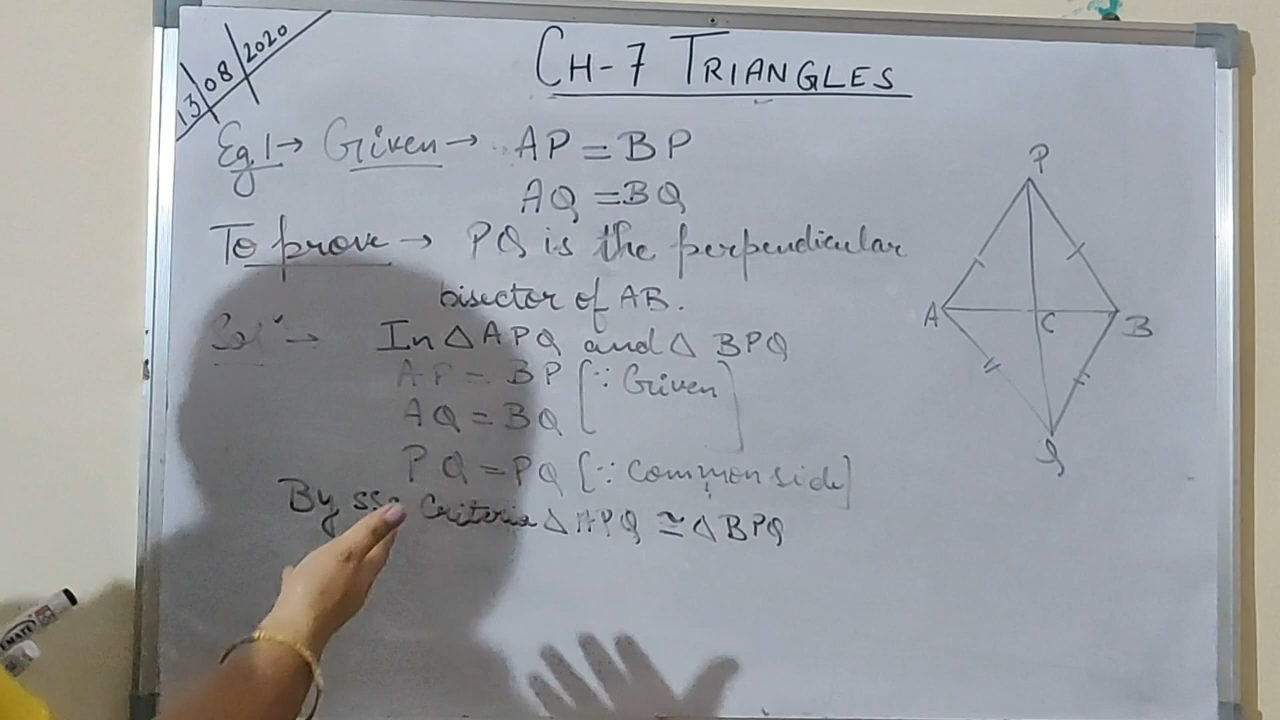 13/08/2020
CH-7 TRIANGLES
Eg 1→ Given → AP = BP
AQ = BQ
To prove → PQ is the perpendicular
bisector of AB.
Solⁿ → In △ APQ and △ BPQ
AP = BP [∵ Given]
AQ = BQ
PQ = PQ [∵ common side]
By SSS Criteria △ APQ ≅ △ BPQ
P
A
C
B
Q